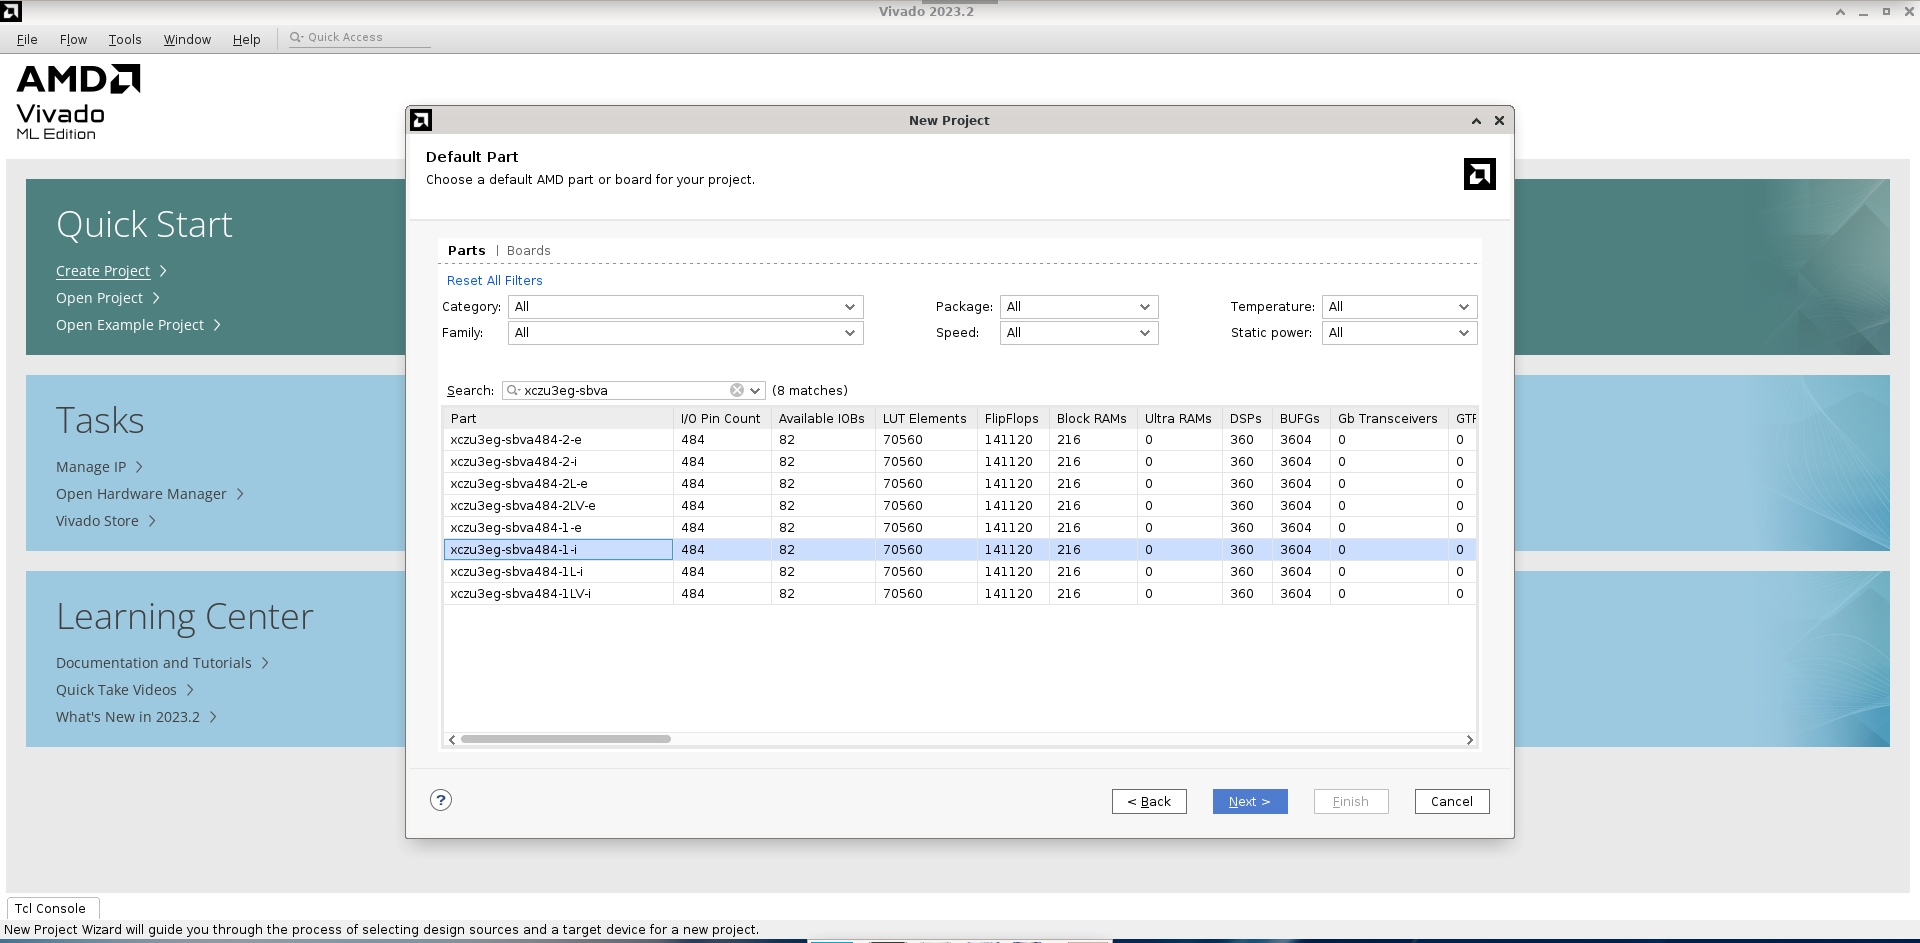 Vivado 2023.2
File Flow Tools Window Help Quick Access
AMD
Vivado
ML Edition
Quick Start
Create Project
Open Project
Open Example Project
Tasks
Manage IP
Open Hardware Manager
Vivado Store
Learning Center
Documentation and Tutorials
Quick Take Videos
What's New in 2023.2
New Project
Default Part
Choose a default AMD part or board for your project.
Parts | Boards
Reset All Filters
Category: All Package: All Temperature: All
Family: All Speed: All Static power: All
Search: xczu3eg-sbva (8 matches)
Part I/O Pin Count Available IOBs LUT Elements FlipFlops Block RAMs Ultra RAMs DSPs BUFGs Gb Transceivers GTP
xczu3eg-sbva484-2-e 484 82 70560 141120 216 0 360 3604 0 0
xczu3eg-sbva484-2-i 484 82 70560 141120 216 0 360 3604 0 0
xczu3eg-sbva484-2L-e 484 82 70560 141120 216 0 360 3604 0 0
xczu3eg-sbva484-2LV-e 484 82 70560 141120 216 0 360 3604 0 0
xczu3eg-sbva484-1-e 484 82 70560 141120 216 0 360 3604 0 0
xczu3eg-sbva484-1-i 484 82 70560 141120 216 0 360 3604 0 0
xczu3eg-sbva484-1L-i 484 82 70560 141120 216 0 360 3604 0 0
xczu3eg-sbva484-1LV-i 484 82 70560 141120 216 0 360 3604 0 0
? < Back Next > Finish Cancel
Tcl Console
New Project Wizard will guide you through the process of selecting design sources and a target device for a new project.